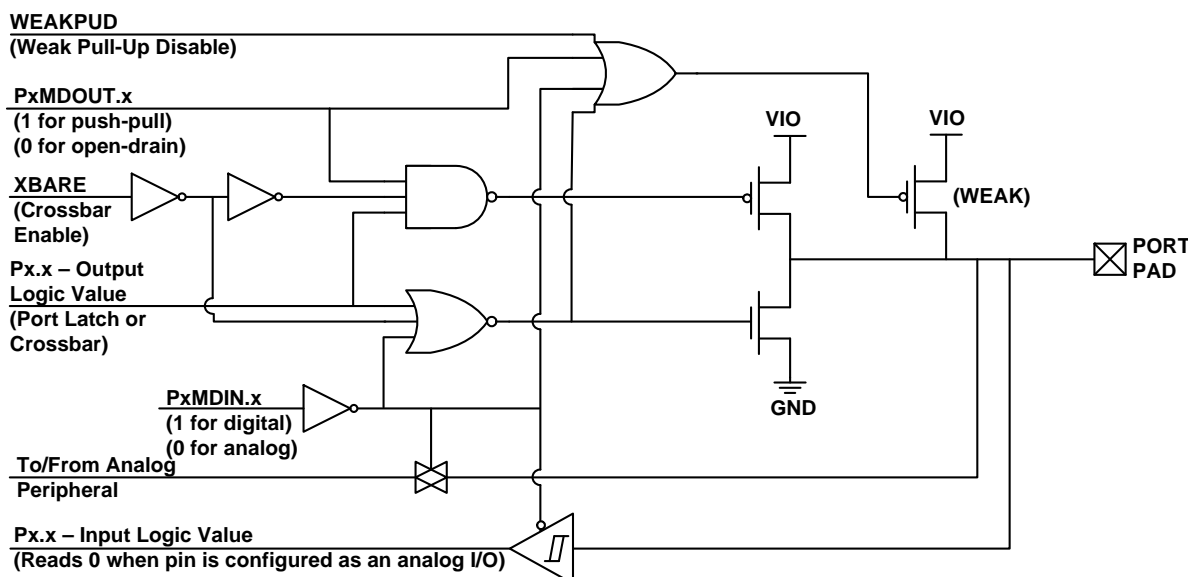 WEAKPUD
(Weak Pull-Up Disable)
PxMDOUT.x
(1 for push-pull)
(0 for open-drain)
XBARE
(Crossbar
Enable)
Px.x – Output
Logic Value
(Port Latch or
Crossbar)
PxMDIN.x
(1 for digital)
(0 for analog)
To/From Analog
Peripheral
Px.x – Input Logic Value
(Reads 0 when pin is configured as an analog I/O)
VIO
VIO
(WEAK)
PORT
PAD
GND